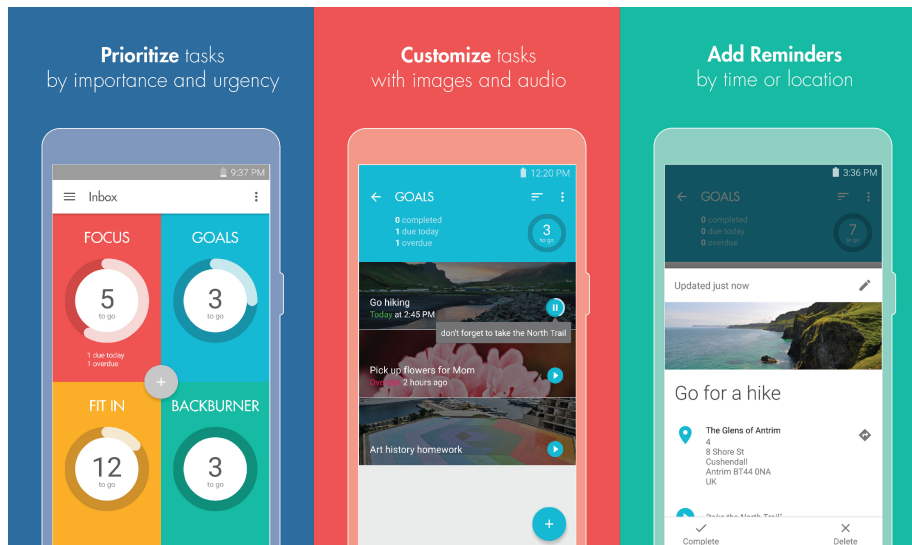 Prioritize tasks
by importance and urgency
9:37 PM
Inbox
FOCUS
5
to go
1 due today
1 overdue
GOALS
3
to go
+
FIT IN
12
to go
BACKBURNER
3
to go
Customize tasks
with images and audio
12:20 PM
GOALS
0 completed
1 due today
1 overdue
3
to go
Go hiking
Today at 2:45 PM
don't forget to take the North Trail
Pick up flowers for Mom
2 hours ago
Art history homework
+
Add Reminders
by time or location
3:36 PM
GOALS
0 completed
1 due today
0 overdue
7
to go
Updated just now
Go for a hike
The Glens of Antrim
4
8 Shore St
Cushendall
Antrim BT44 0NA
UK
"take the North Trail"
Complete
Delete